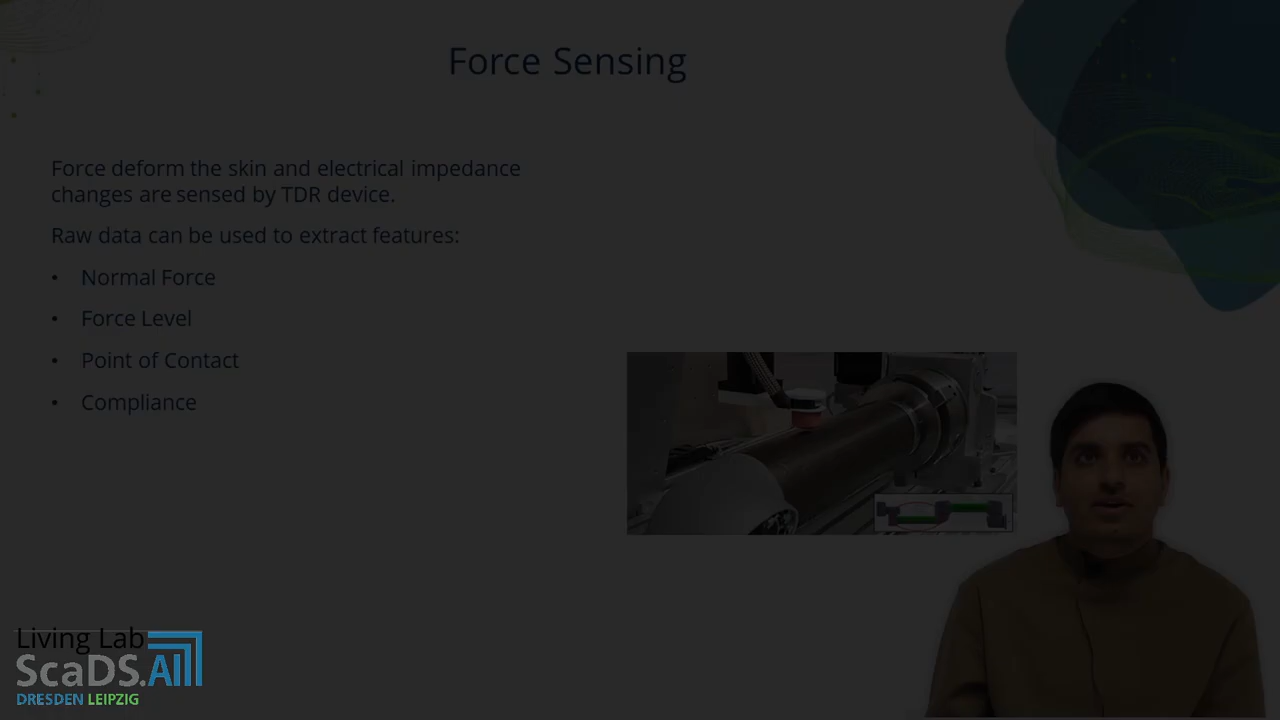 Force Sensing
Force deform the skin and electrical impedance
changes are sensed by TDR device.
Raw data can be used to extract features:
• Normal Force
• Force Level
• Point of Contact
• Compliance
Living Lab
ScaDS.AI
DRESDEN LEIPZIG